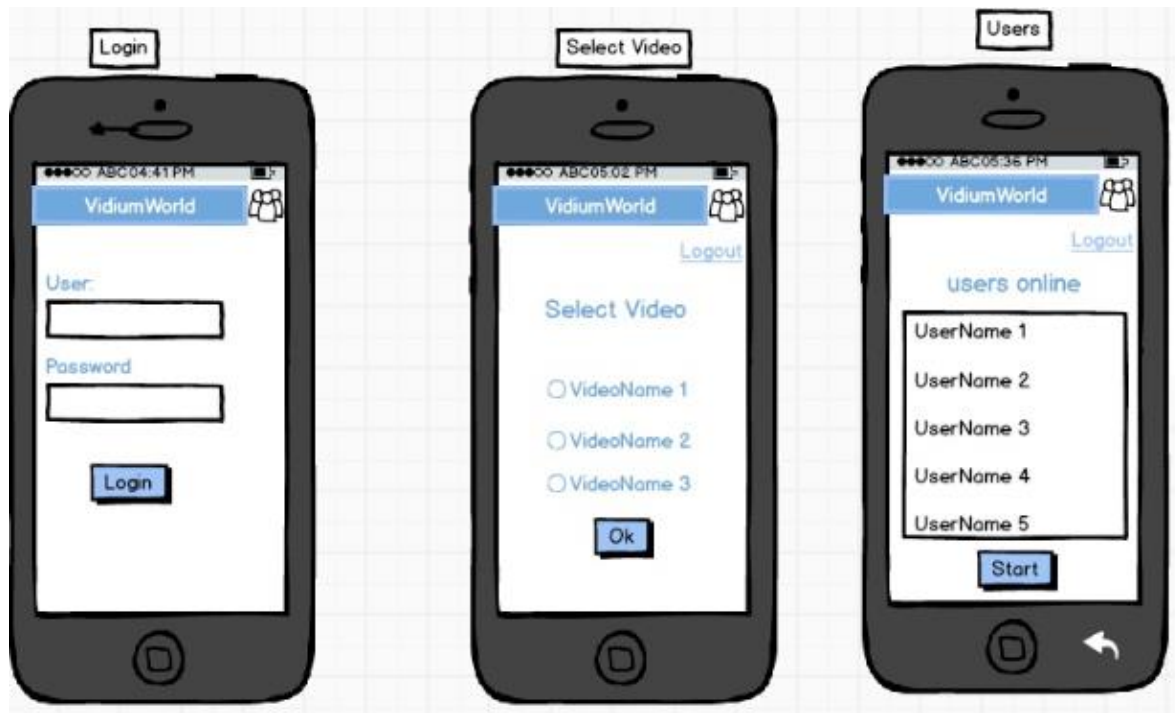 Login
ABC04:41 PM
VidiumWorld
User:
Password
Login
Select Video
ABC05:02 PM
VidiumWorld
Logout
Select Video
VideoName 1
VideoName 2
VideoName 3
Ok
Users
ABC05:36 PM
VidiumWorld
Logout
users online
UserName 1
UserName 2
UserName 3
UserName 4
UserName 5
Start